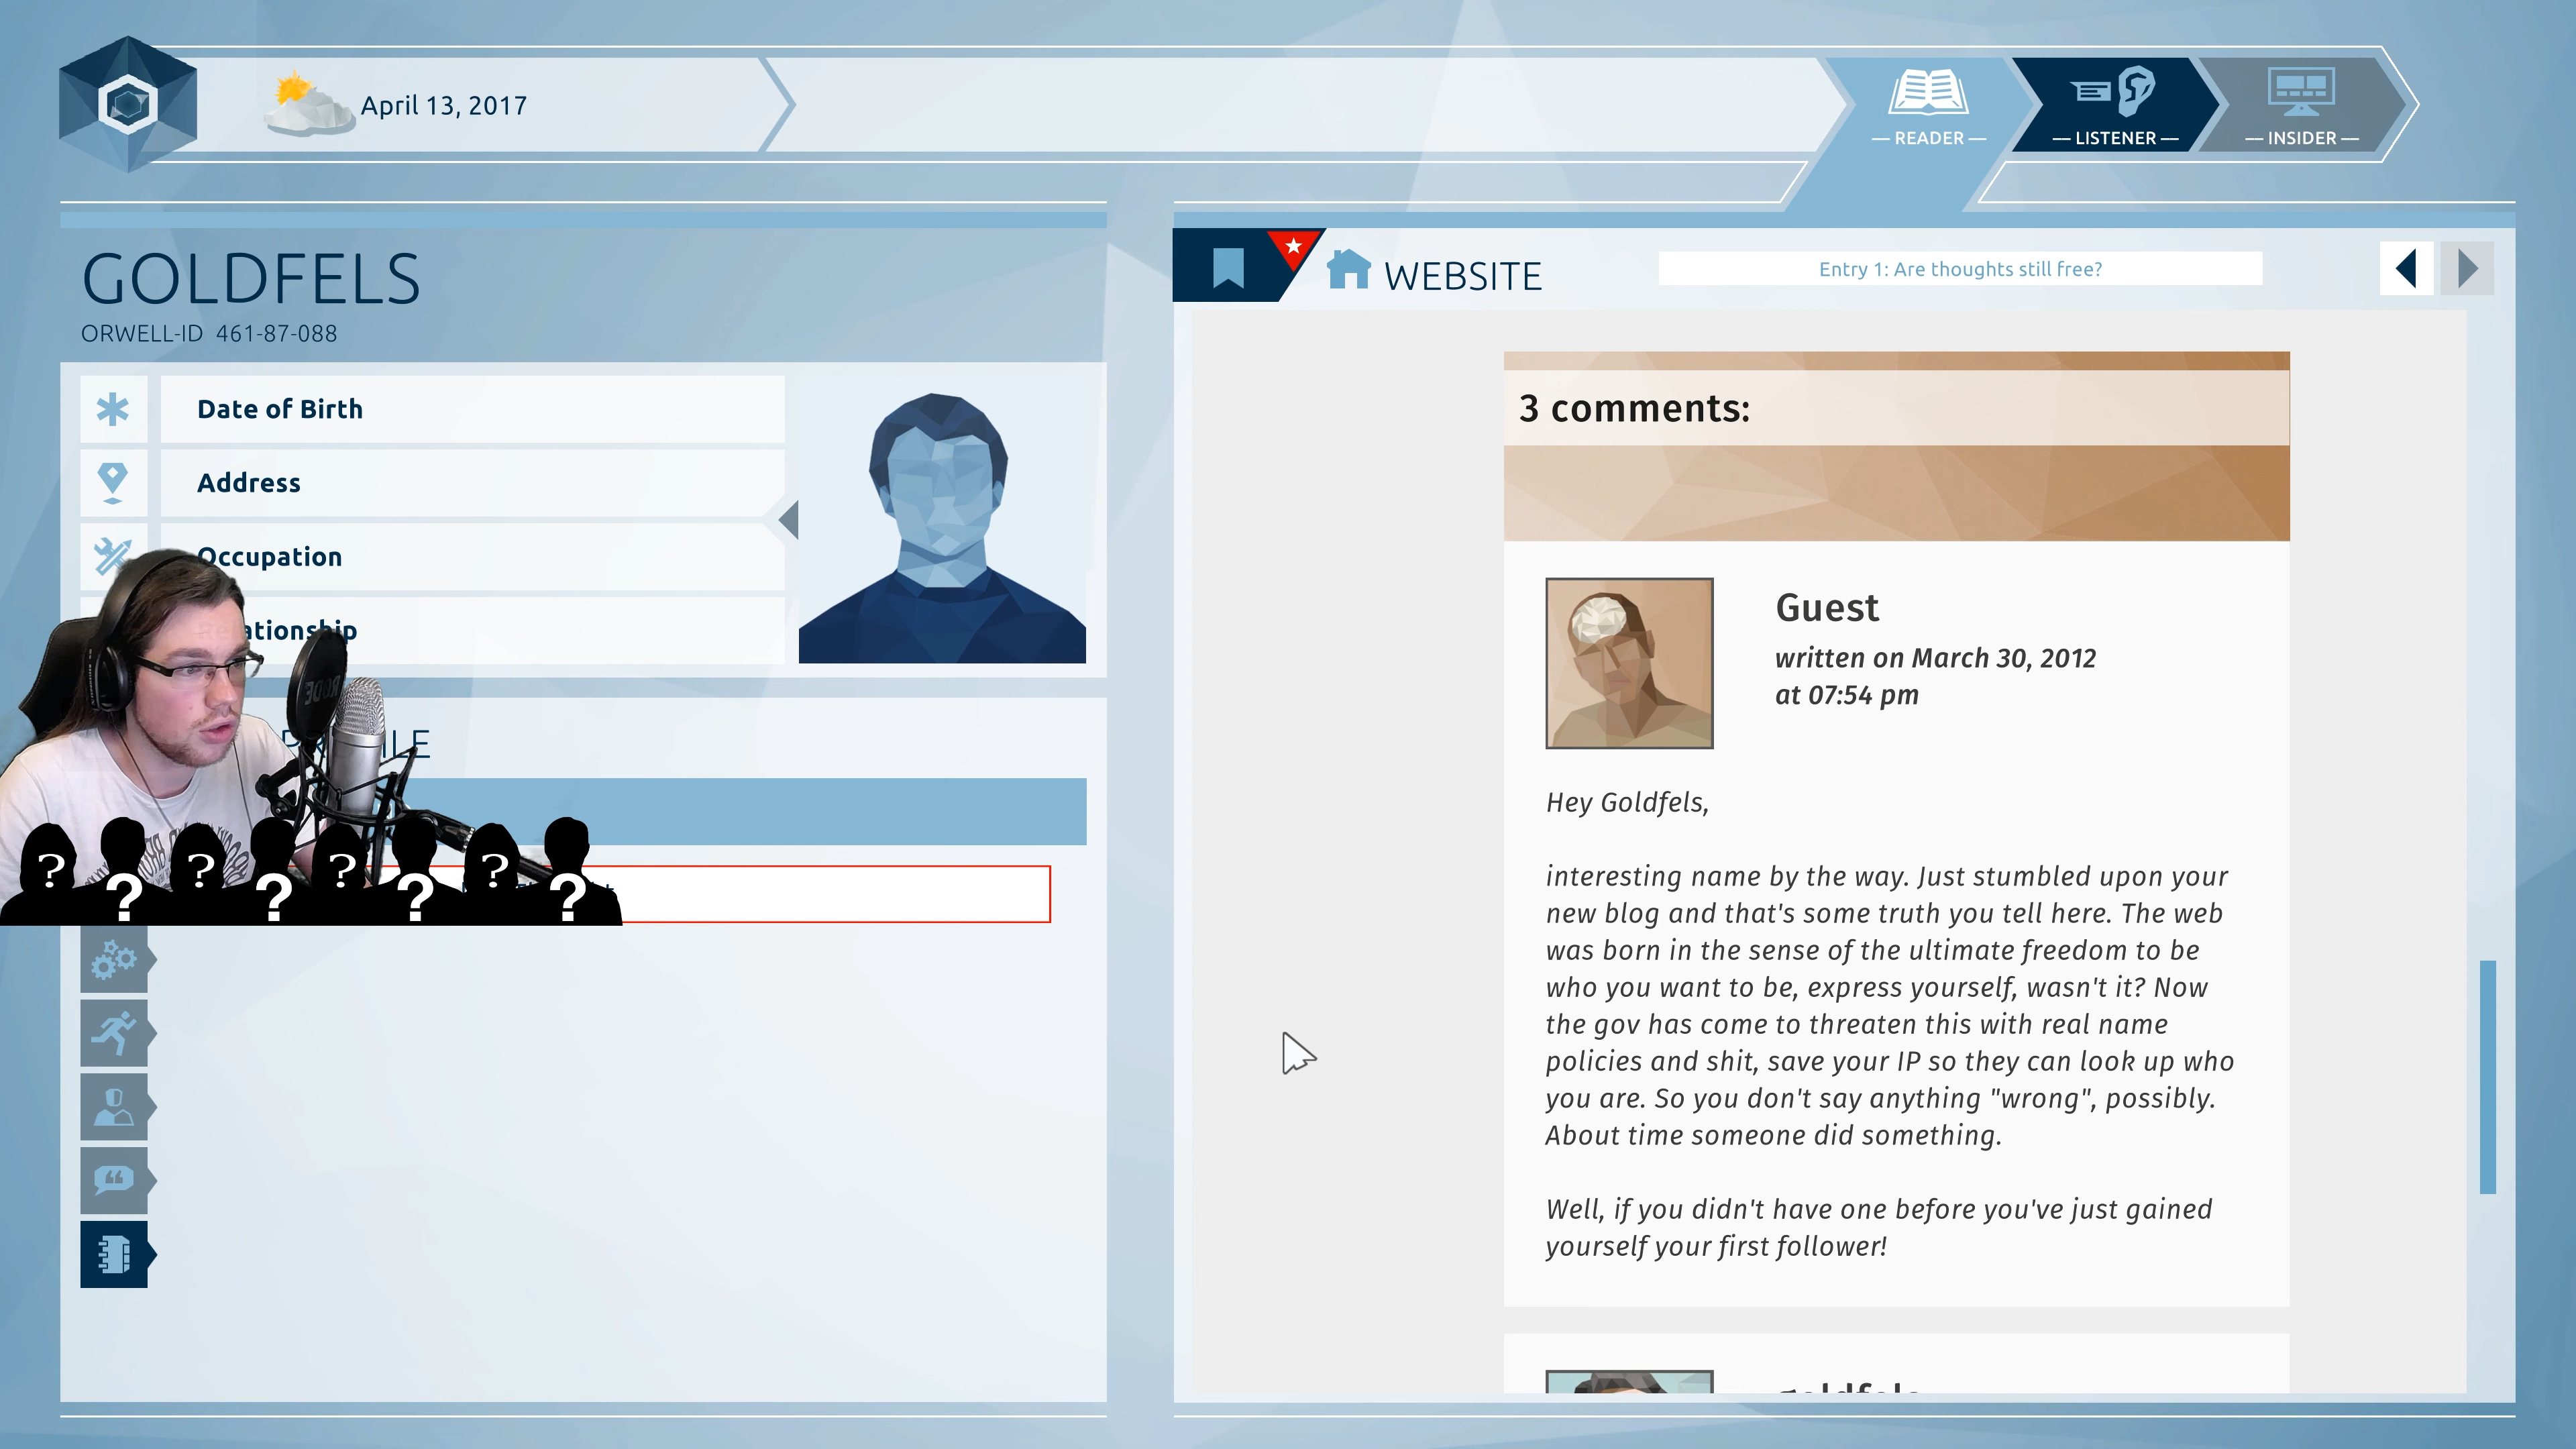 April 13, 2017
— READER —
— LISTENER —
— INSIDER —
GOLDFELS
ORWELL-ID 461-87-088
Date of Birth
Address
Occupation
WEBSITE
Entry 1: Are thoughts still free?
3 comments:
Guest
written on March 30, 2012
at 07:54 pm
Hey Goldfels,
interesting name by the way. Just stumbled upon your
new blog and that's some truth you tell here. The web
was born in the sense of the ultimate freedom to be
who you want to be, express yourself, wasn't it? Now
the gov has come to threaten this with real name
policies and shit, save your IP so they can look up who
you are. So you don't say anything "wrong", possibly.
About time someone did something.
Well, if you didn't have one before you've just gained
yourself your first follower!
RODE
? ? ? ? ? ? ? ?